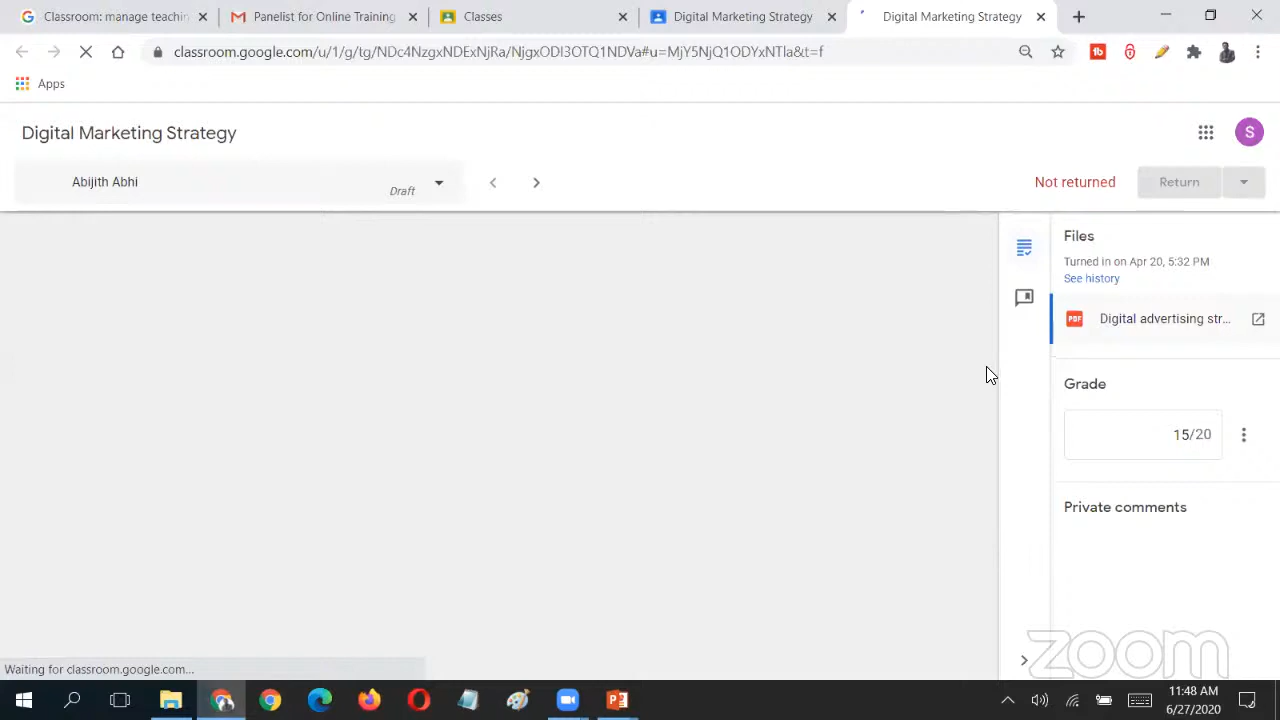 Classroom: manage teachin
Panelist for Online Training
Classes
Digital Marketing Strategy
Digital Marketing Strategy
classroom.google.com/u/1/g/tg/NDc4NzgxNDExNjRa/NjgxODI3OTQ1NDVa#u=MjY5NjQ1ODYxNTIa&t=f
Apps
Digital Marketing Strategy
S
Abijith Abhi
Draft
Not returned
Return
Files
Turned in on Apr 20, 5:32 PM
See history
PDF
Digital advertising str...
Grade
15/20
Private comments
zoom
Waiting for classroom.google.com...
11:48 AM
6/27/2020